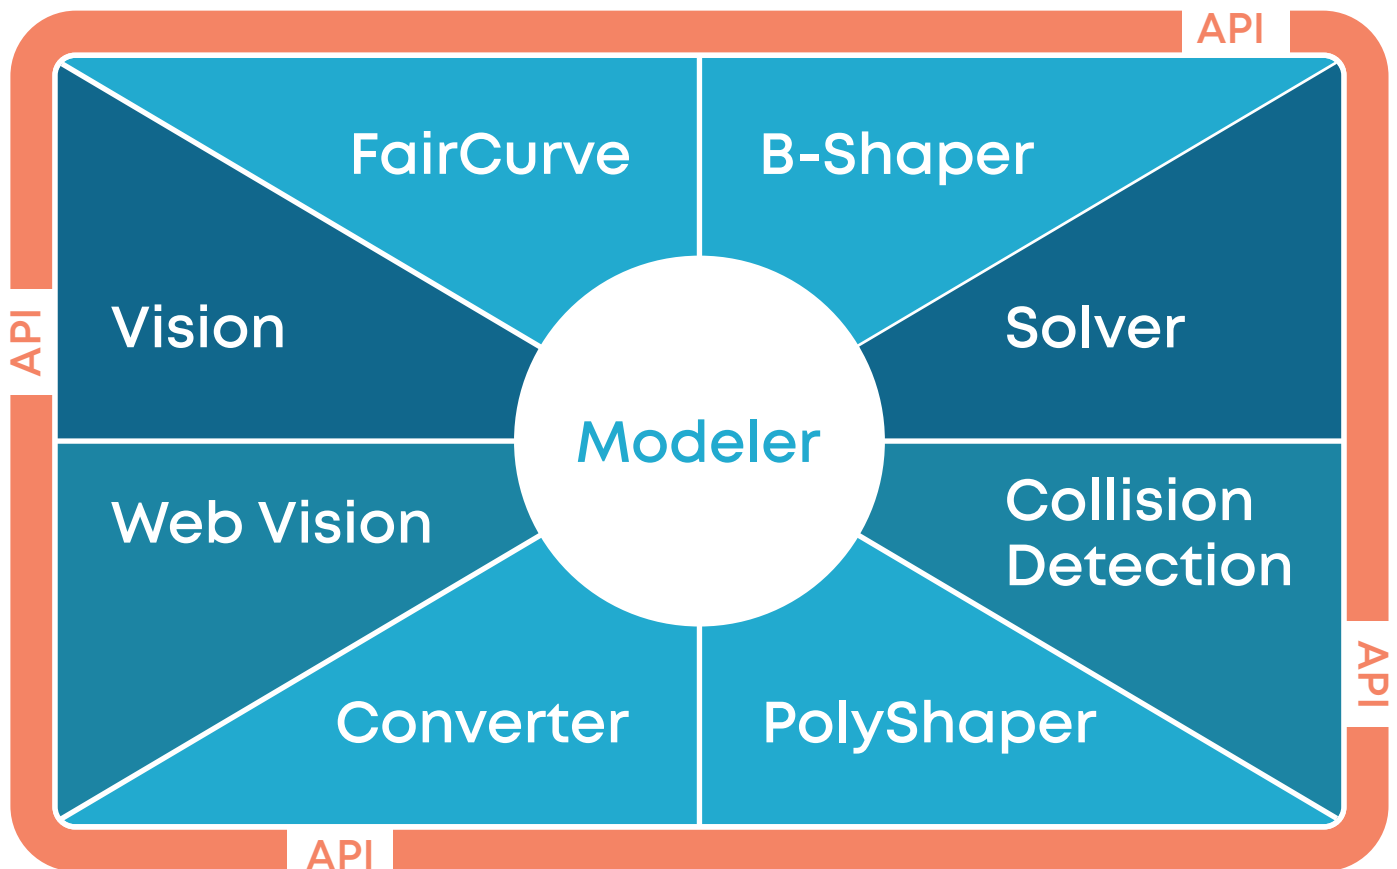 API
FairCurve
B-Shaper
Vision
Solver
API
Modeler
Web Vision
Collision
Detection
API
Converter
PolyShaper
API